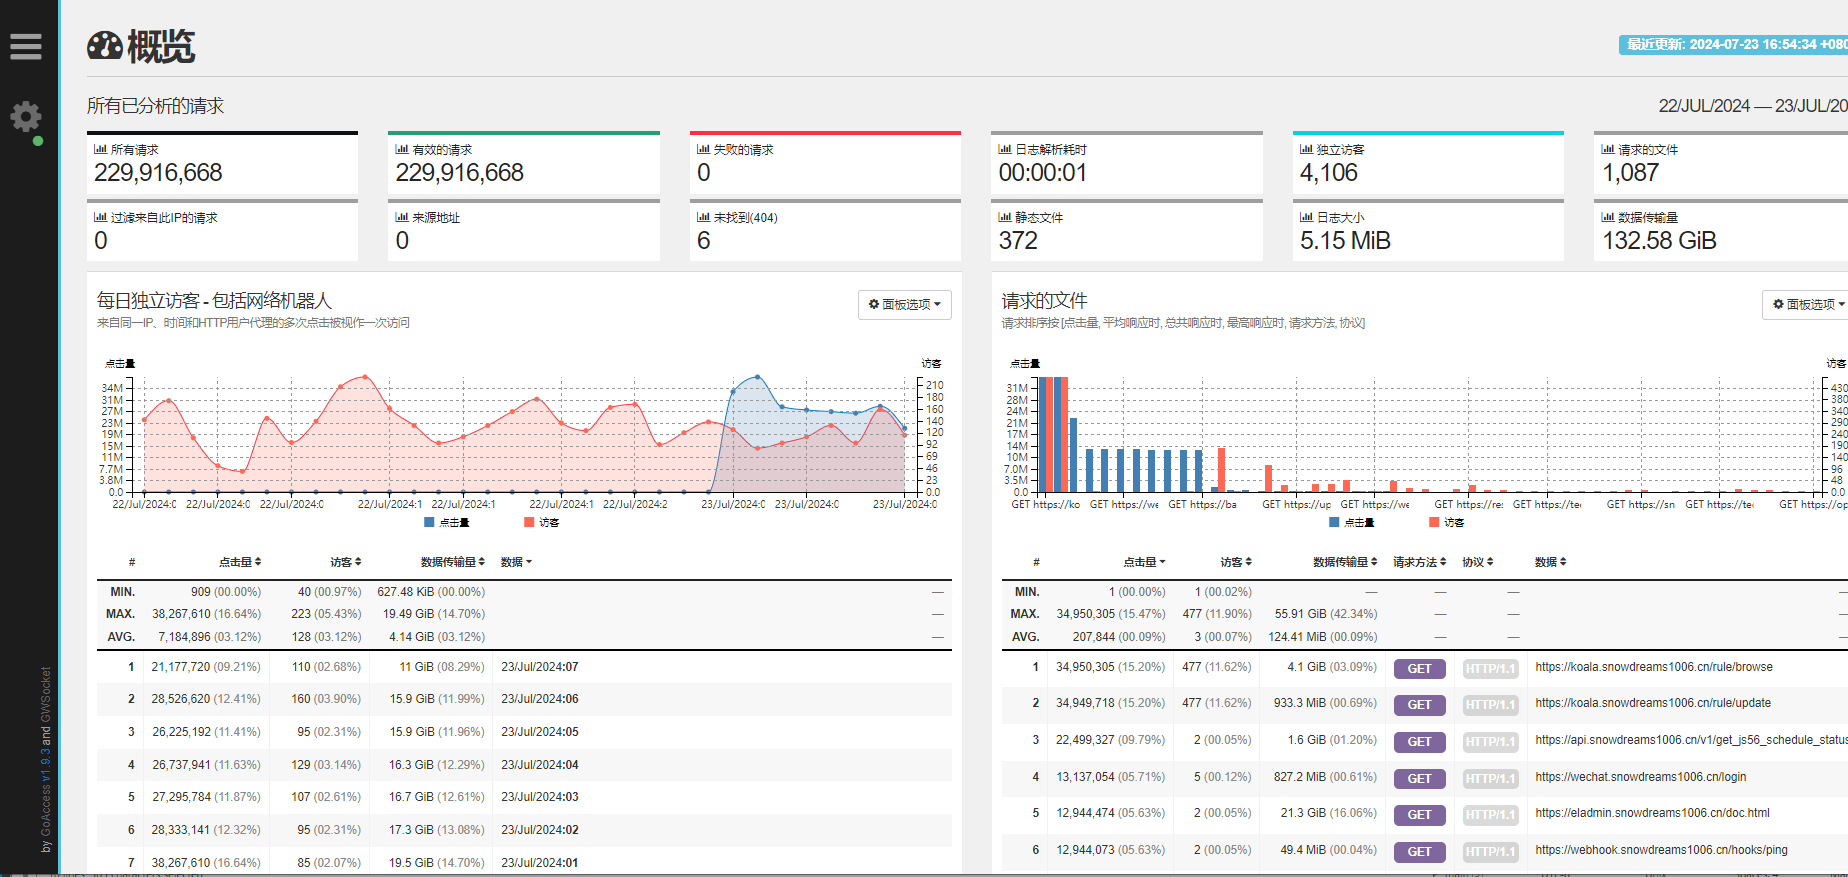 概览
最近更新: 2024-07-23 16:54:34 +080
所有已分析的请求
22/JUL/2024 — 23/JUL/20
所有请求
229,916,668
有效的请求
229,916,668
失败的请求
0
日志解析耗时
00:00:01
独立访客
4,106
请求的文件
1,087
过滤来自此IP的请求
0
来源地址
0
未找到(404)
6
静态文件
372
日志大小
5.15 MiB
数据传输量
132.58 GiB
每日独立访客 - 包括网络机器人
面板选项
来自同一IP、时间和HTTP用户代理的多次点击被视作一次访问
点击量 访客
34M 210
31M 180
27M 160
23M 140
19M 120
15M 92
11M 69
7.7M 46
3.8M 23
0.0 0.0
22/Jul/2024:0 22/Jul/2024:0 22/Jul/2024:0 22/Jul/2024:1 22/Jul/2024:1 22/Jul/2024:1 22/Jul/2024:2 23/Jul/2024:0 23/Jul/2024:0 23/Jul/2024:0
点击量 访客
# 点击量 访客 数据传输量 数据
MIN. 909 (00.00%) 40 (00.97%) 627.48 KiB (00.00%) —
MAX. 38,267,610 (16.64%) 223 (05.43%) 19.49 GiB (14.70%) —
AVG. 7,184,896 (03.12%) 128 (03.12%) 4.14 GiB (03.12%) —
1 21,177,720 (09.21%) 110 (02.68%) 11 GiB (08.29%) 23/Jul/2024:07
2 28,526,620 (12.41%) 160 (03.90%) 15.9 GiB (11.99%) 23/Jul/2024:06
3 26,225,192 (11.41%) 95 (02.31%) 15.9 GiB (11.96%) 23/Jul/2024:05
4 26,737,941 (11.63%) 129 (03.14%) 16.3 GiB (12.29%) 23/Jul/2024:04
5 27,295,784 (11.87%) 107 (02.61%) 16.7 GiB (12.61%) 23/Jul/2024:03
6 28,333,141 (12.32%) 95 (02.31%) 17.3 GiB (13.08%) 23/Jul/2024:02
7 38,267,610 (16.64%) 85 (02.07%) 19.5 GiB (14.70%) 23/Jul/2024:01
请求的文件
面板选项
请求排序按 [点击量, 平均响应时, 总共响应时, 最高响应时, 请求方法, 协议]
点击量 访客
31M 430
28M 380
24M 340
21M 290
17M 240
14M 190
10M 140
7.0M 96
3.5M 48
0.0 0.0
GET https://ko GET https://we GET https://ba GET https://up GET https://we GET https://re: GET https://te GET https://sn GET https://te GET https://op
点击量 访客
# 点击量 访客 数据传输量 请求方法 协议 数据
MIN. 1 (00.00%) 1 (00.02%) — — — —
MAX. 34,950,305 (15.47%) 477 (11.90%) 55.91 GiB (42.34%) — — —
AVG. 207,844 (00.09%) 3 (00.07%) 124.41 MiB (00.09%) — — —
1 34,950,305 (15.20%) 477 (11.62%) 4.1 GiB (03.09%) GET HTTP/1.1 https://koala.snowdreams1006.cn/rule/browse
2 34,949,718 (15.20%) 477 (11.62%) 933.3 MiB (00.69%) GET HTTP/1.1 https://koala.snowdreams1006.cn/rule/update
3 22,499,327 (09.79%) 2 (00.05%) 1.6 GiB (01.20%) GET HTTP/1.1 https://api.snowdreams1006.cn/v1/get_js56_schedule_status
4 13,137,054 (05.71%) 5 (00.12%) 827.2 MiB (00.61%) GET HTTP/1.1 https://wechat.snowdreams1006.cn/login
5 12,944,474 (05.63%) 2 (00.05%) 21.3 GiB (16.06%) GET HTTP/1.1 https://eladmin.snowdreams1006.cn/doc.html
6 12,944,073 (05.63%) 2 (00.05%) 49.4 MiB (00.04%) GET HTTP/1.1 https://webhook.snowdreams1006.cn/hooks/ping
by GoAccess v1.9.3 and GWSocket